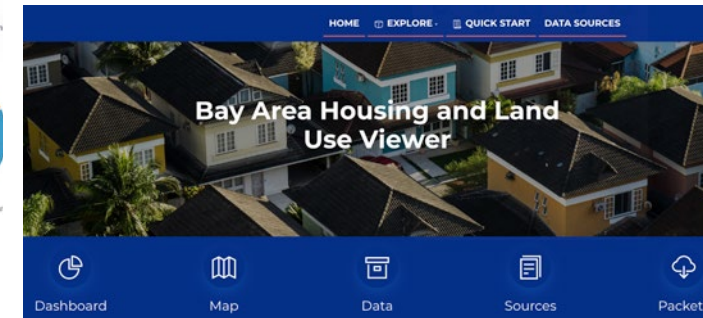 HOME EXPLORE QUICK START DATA SOURCES
Bay Area Housing and Land
Use Viewer
Dashboard Map Data Sources Packet